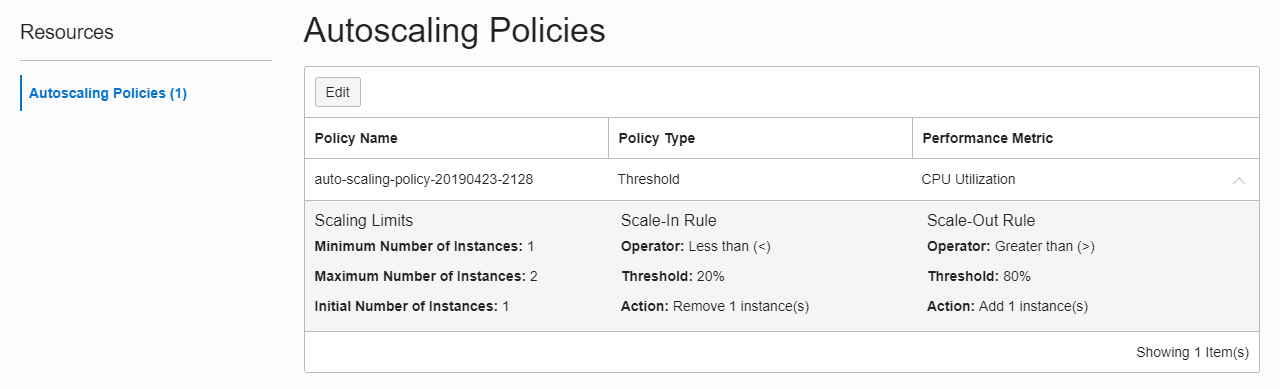 Resources
Autoscaling Policies (1)
Autoscaling Policies
Edit
Policy Name Policy Type Performance Metric
auto-scaling-policy-20190423-2128 Threshold CPU Utilization
Scaling Limits Scale-In Rule Scale-Out Rule
Minimum Number of Instances: 1 Operator: Less than (<) Operator: Greater than (>)
Maximum Number of Instances: 2 Threshold: 20% Threshold: 80%
Initial Number of Instances: 1 Action: Remove 1 instance(s) Action: Add 1 instance(s)
Showing 1 Item(s)